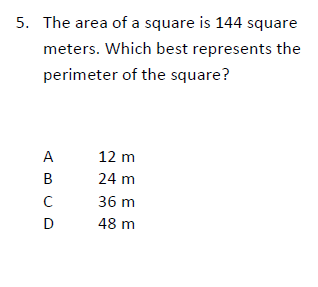 5. The area of a square is 144 square
meters. Which best represents the
perimeter of the square?
A 12 m
B 24 m
C 36 m
D 48 m